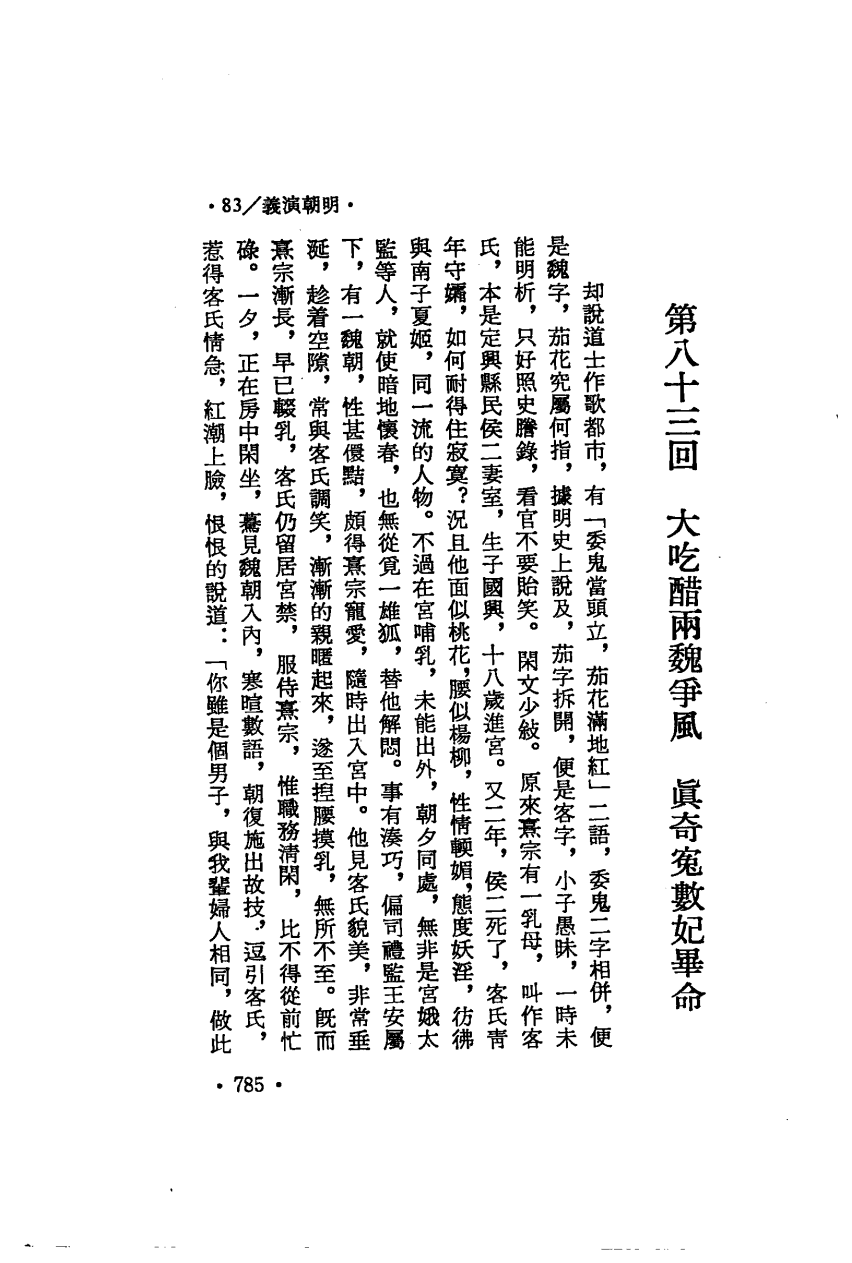 ·83/義演朝明·
第八十三回　大吃醋兩魏爭風　眞奇寃數妃畢命
却說道士作歌都市，有「委鬼當頭立，茄花滿地紅」二語，委鬼二字相併，便
是魏字，茄花究屬何指，據明史上說及，茄字拆開，便是客字，小子愚昧，一時未
能明析，只好照史謄錄，看官不要貽笑。閑文少敍。原來熹宗有一乳母，叫作客
氏，本是定興縣民侯二妻室，生子國興，十八歲進宮。又二年，侯二死了，客氏靑
年守孀，如何耐得住寂寞？況且他面似桃花，腰似楊柳，性情輭媚，態度妖淫，彷彿
與南子夏姬，同一流的人物。不過在宮哺乳，未能出外，朝夕同處，無非是宮娥太
監等人，就使暗地懷春，也無從覓一雄狐，替他解悶。事有湊巧，偏司禮監王安屬
下，有一魏朝，性甚儇黠，頗得熹宗寵愛，隨時出入宮中。他見客氏貌美，非常垂
涎，趁着空隙，常與客氏調笑，漸漸的親暱起來，遂至揑腰摸乳，無所不至。旣而
熹宗漸長，早已輟乳，客氏仍留居宮禁，服侍熹宗，惟職務淸閑，比不得從前忙
碌。一夕，正在房中閑坐，驀見魏朝入內，寒暄數語，朝復施出故技，逗引客氏，
惹得客氏情急，紅潮上臉，恨恨的說道：「你雖是個男子，與我輩婦人相同，做此
·785·